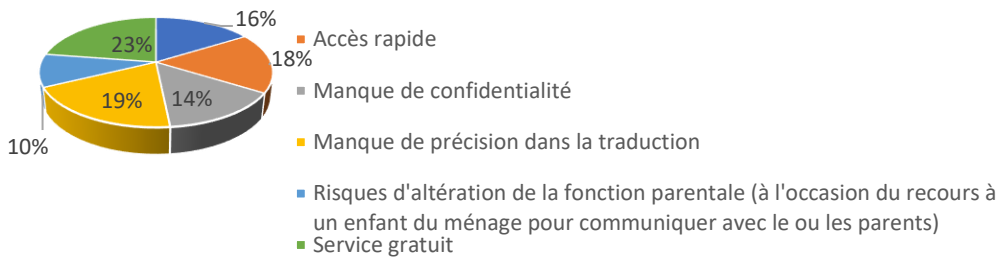 16%
18%
14%
19%
10%
23%
Accès rapide
Manque de confidentialité
Manque de précision dans la traduction
Risques d'altération de la fonction parentale (à l'occasion du recours à
un enfant du ménage pour communiquer avec le ou les parents)
Service gratuit